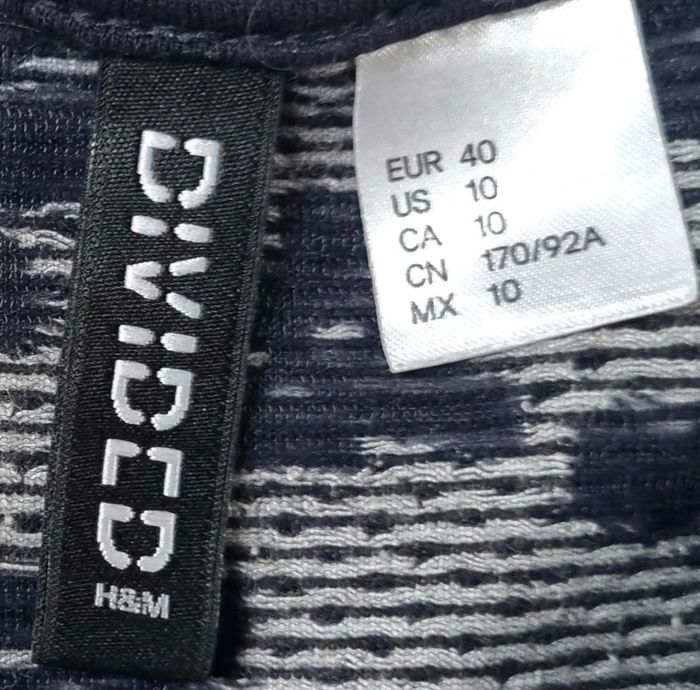 DIVIDED
H&M
EUR 40
US 10
CA 10
CN 170/92A
MX 10